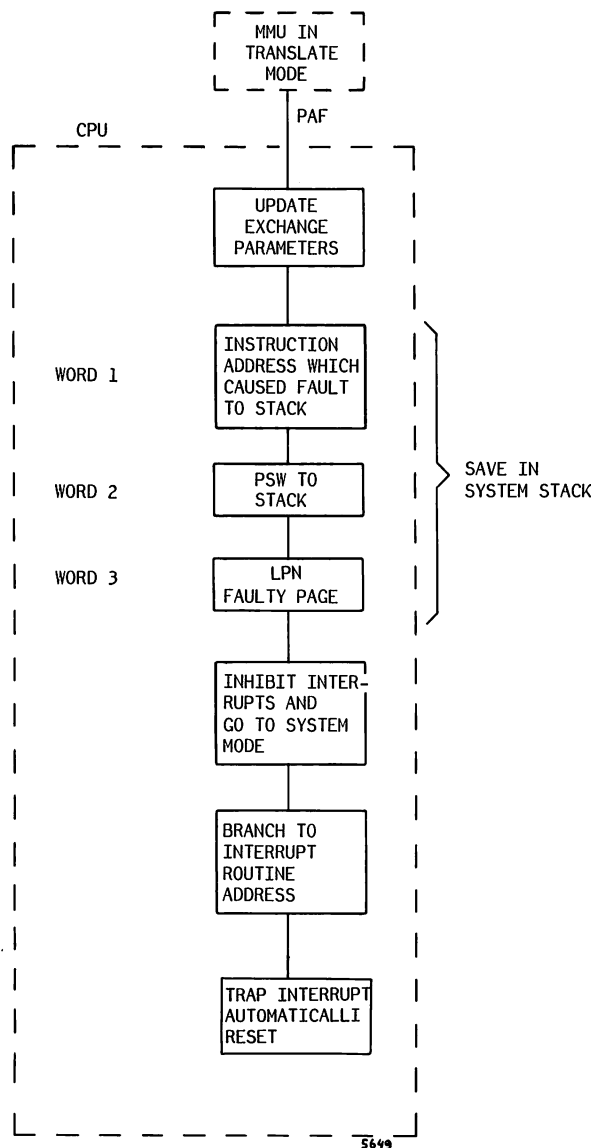 MMU IN
TRANSLATE
MODE
PAF
CPU
UPDATE
EXCHANGE
PARAMETERS
INSTRUCTION
ADDRESS WHICH
CAUSED FAULT
TO STACK
WORD 1
PSW TO
STACK
WORD 2
SAVE IN
SYSTEM STACK
LPN
FAULTY PAGE
WORD 3
INHIBIT INTER-
RUPTS AND
GO TO SYSTEM
MODE
BRANCH TO
INTERRUPT
ROUTINE
ADDRESS
TRAP INTERRUPT
AUTOMATICALLI
RESET
5649